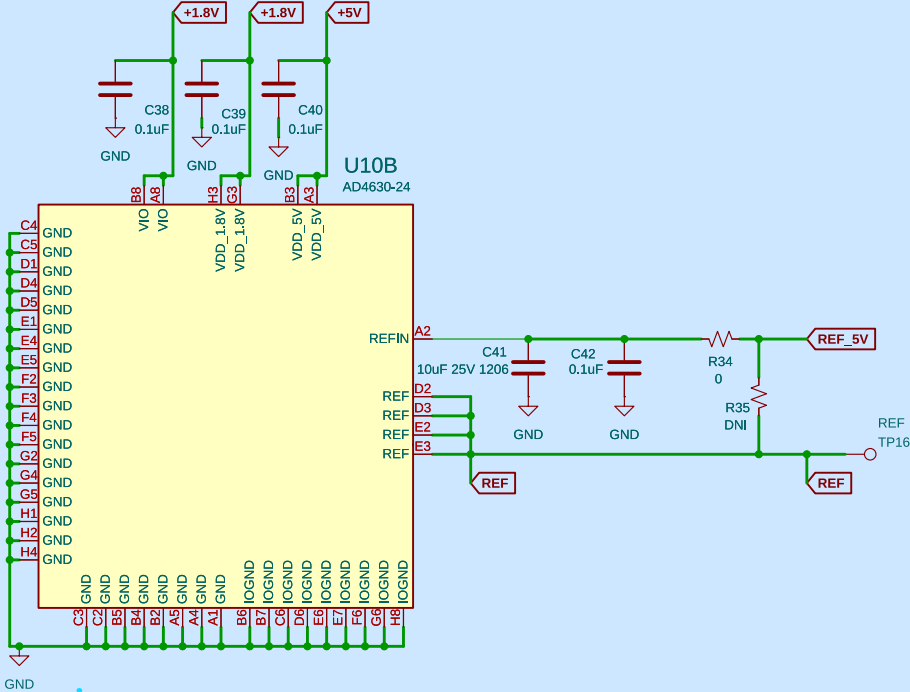 +1.8V
+1.8V
+5V
C38
0.1uF
GND
C39
0.1uF
GND
C40
0.1uF
GND
U10B
AD4630-24
B8
A8
H3
G3
B3
A3
VIO
VIO
VDD_1.8V
VDD_1.8V
VDD_5V
VDD_5V
C4 GND
C5 GND
D1 GND
D4 GND
D5 GND
E1 GND
E4 GND
E5 GND
F2 GND
F3 GND
F4 GND
F5 GND
G2 GND
G4 GND
G5 GND
H1 GND
H2 GND
H4 GND
REFIN A2
REF D2
REF D3
REF E2
REF E3
C41
10uF 25V 1206
GND
C42
0.1uF
GND
R34
0
REF_5V
R35
DNI
REF
TP16
REF
REF
GND
GND
GND
GND
GND
GND
GND
GND
IOGND
IOGND
IOGND
IOGND
IOGND
IOGND
IOGND
IOGND
IOGND
C3
C2
B5
B4
B2
A5
A4
A1
B6
B7
C6
D6
E6
E7
F6
G6
H8
GND